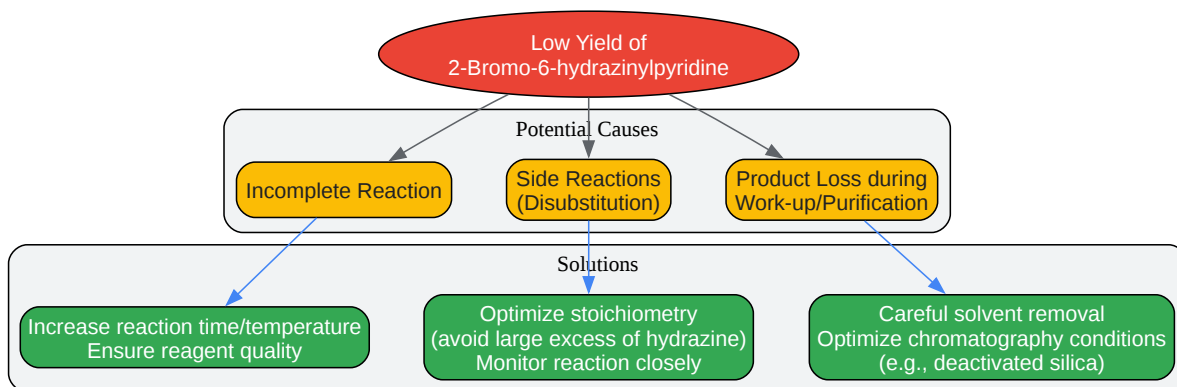 Low Yield of
2-Bromo-6-hydrazinylpyridine
Potential Causes
Incomplete Reaction
Side Reactions
(Disubstitution)
Product Loss during
Work-up/Purification
Solutions
Increase reaction time/temperature
Ensure reagent quality
Optimize stoichiometry
(avoid large excess of hydrazine)
Monitor reaction closely
Careful solvent removal
Optimize chromatography conditions
(e.g., deactivated silica)